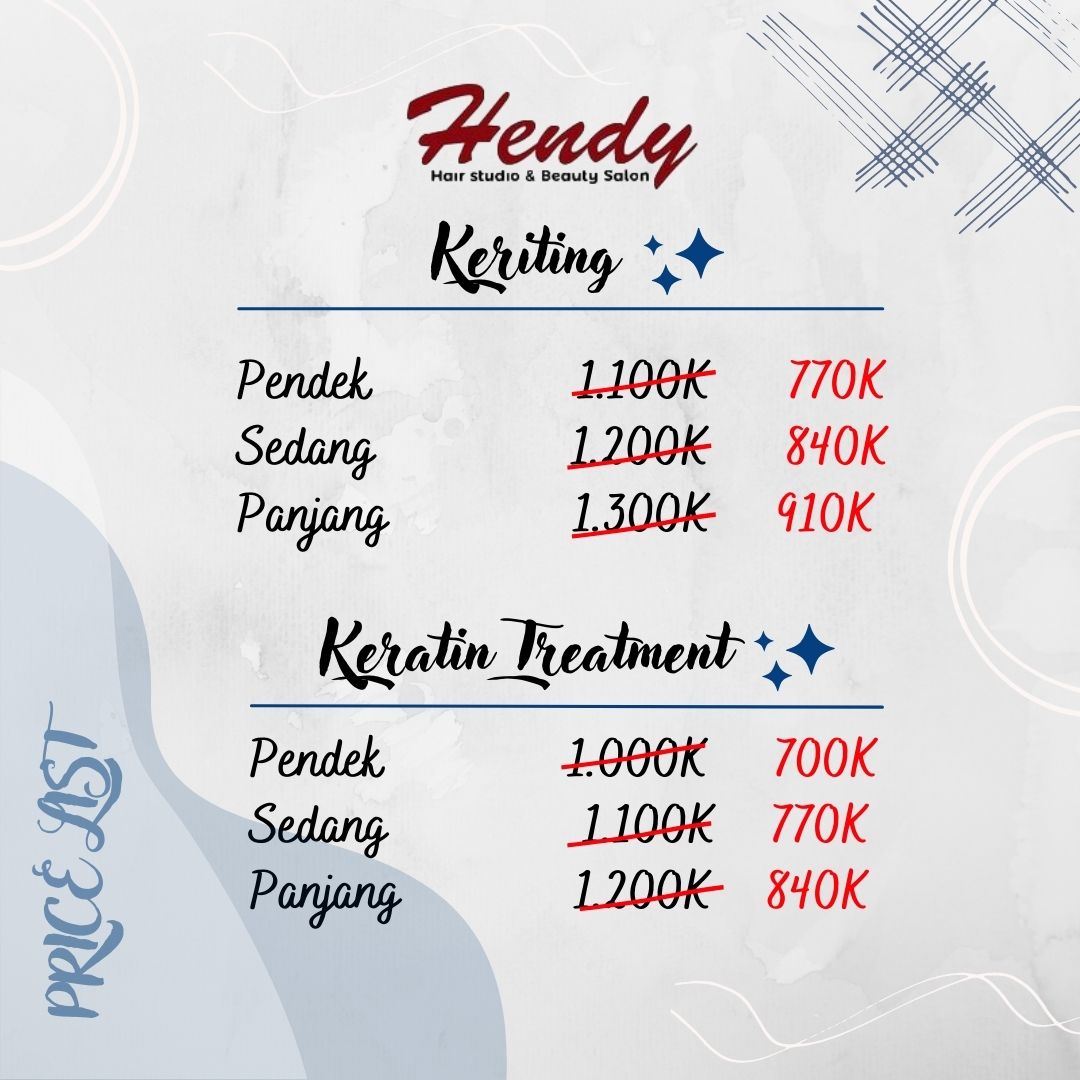 Hendy
Hair studio & Beauty Salon
Keriting
Pendek 1.100K 770K
Sedang 1.200K 840K
Panjang 1.300K 910K
Keratin Treatment
Pendek 1.000K 700K
Sedang 1.100K 770K
Panjang 1.200K 840K
PRICE LIST